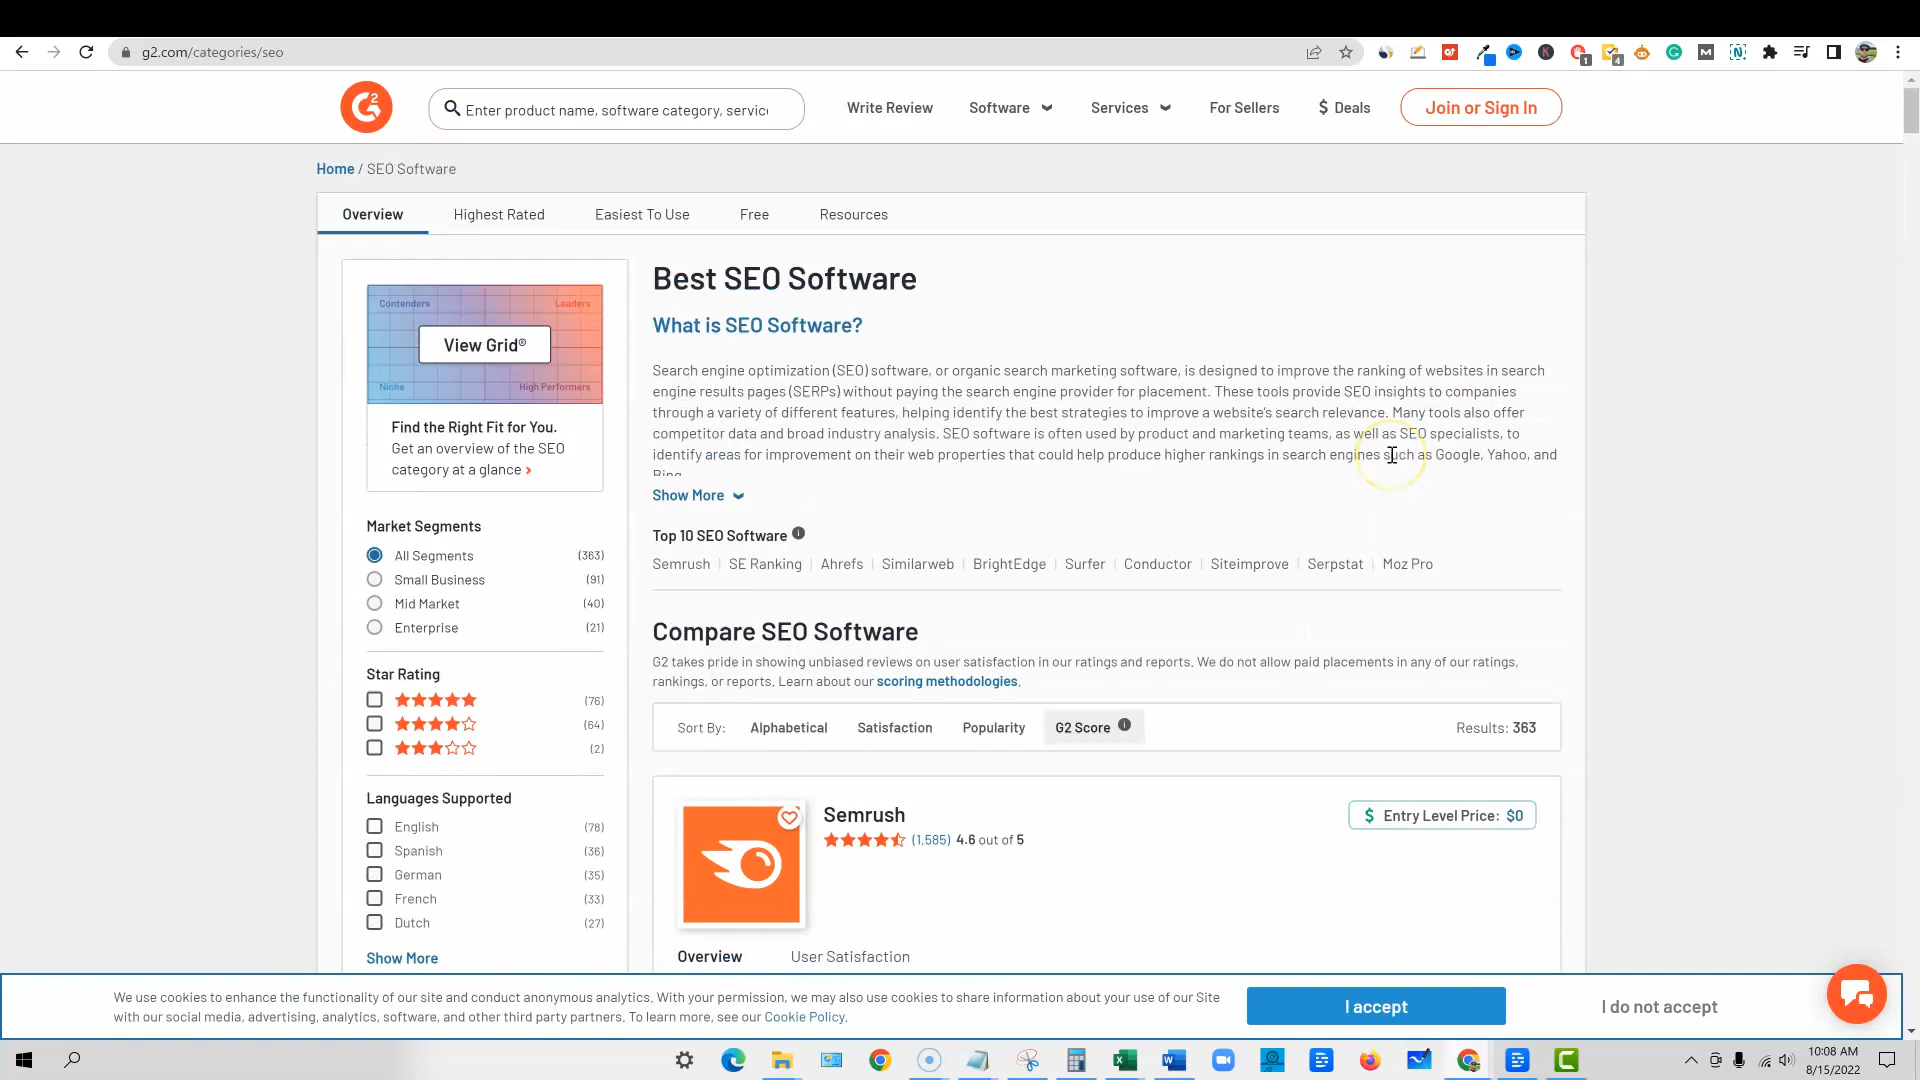 g2.com/categories/seo
1
4
G2
Enter product name, software category, servic
Write Review
Software
Services
For Sellers
$ Deals
Join or Sign In
Home / SEO Software
Overview
Highest Rated
Easiest To Use
Free
Resources
Contenders
Leaders
View Grid®
Niche
High Performers
Find the Right Fit for You.
Get an overview of the SEO
category at a glance >
Market Segments
All Segments (363)
Small Business (91)
Mid Market (40)
Enterprise (21)
Star Rating
(76)
(64)
(2)
Languages Supported
English (78)
Spanish (36)
German (35)
French (33)
Dutch (27)
Show More
Best SEO Software
What is SEO Software?
Search engine optimization (SEO) software, or organic search marketing software, is designed to improve the ranking of websites in search
engine results pages (SERPs) without paying the search engine provider for placement. These tools provide SEO insights to companies
through a variety of different features, helping identify the best strategies to improve a website's search relevance. Many tools also offer
competitor data and broad industry analysis. SEO software is often used by product and marketing teams, as well as SEO specialists, to
identify areas for improvement on their web properties that could help produce higher rankings in search engines such as Google, Yahoo, and
Bing.
Show More
Top 10 SEO Software
Semrush | SE Ranking | Ahrefs | Similarweb | BrightEdge | Surfer | Conductor | Siteimprove | Serpstat | Moz Pro
Compare SEO Software
G2 takes pride in showing unbiased reviews on user satisfaction in our ratings and reports. We do not allow paid placements in any of our ratings,
rankings, or reports. Learn about our scoring methodologies.
Sort By: Alphabetical Satisfaction Popularity G2 Score Results: 363
Semrush
(1,585) 4.6 out of 5
$ Entry Level Price: $0
Overview
User Satisfaction
We use cookies to enhance the functionality of our site and conduct anonymous analytics. With your permission, we may also use cookies to share information about your use of our Site
with our social media, advertising, analytics, software, and other third party partners. To learn more, see our Cookie Policy.
I accept
I do not accept
10:08 AM
8/15/2022